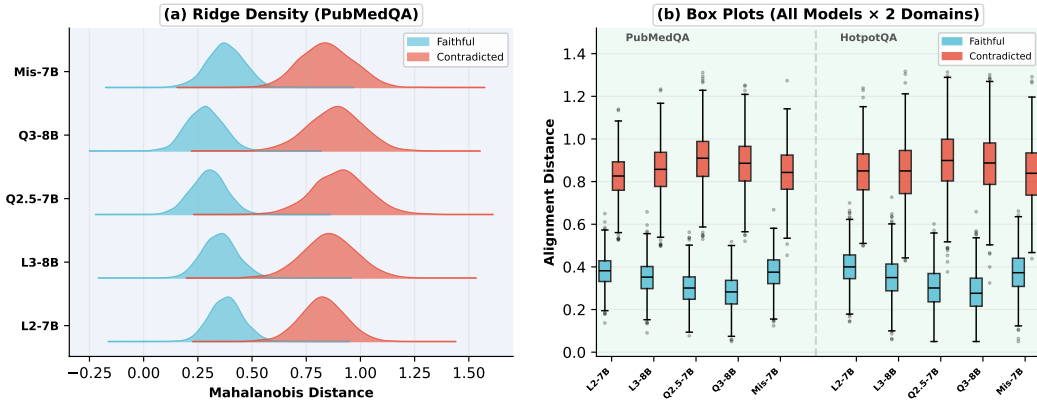 (a) Ridge Density (PubMedQA)
Faithful
Contradicted
Mis-7B
Q3-8B
Q2.5-7B
L3-8B
L2-7B
−0.25 0.00 0.25 0.50 0.75 1.00 1.25 1.50
Mahalanobis Distance
(b) Box Plots (All Models × 2 Domains)
PubMedQA HotpotQA
Faithful
Contradicted
Alignment Distance
1.4
1.2
1.0
0.8
0.6
0.4
0.2
0.0
L2-7B L3-8B Q2.5-7B Q3-8B Mis-7B L2-7B L3-8B Q2.5-7B Q3-8B Mis-7B